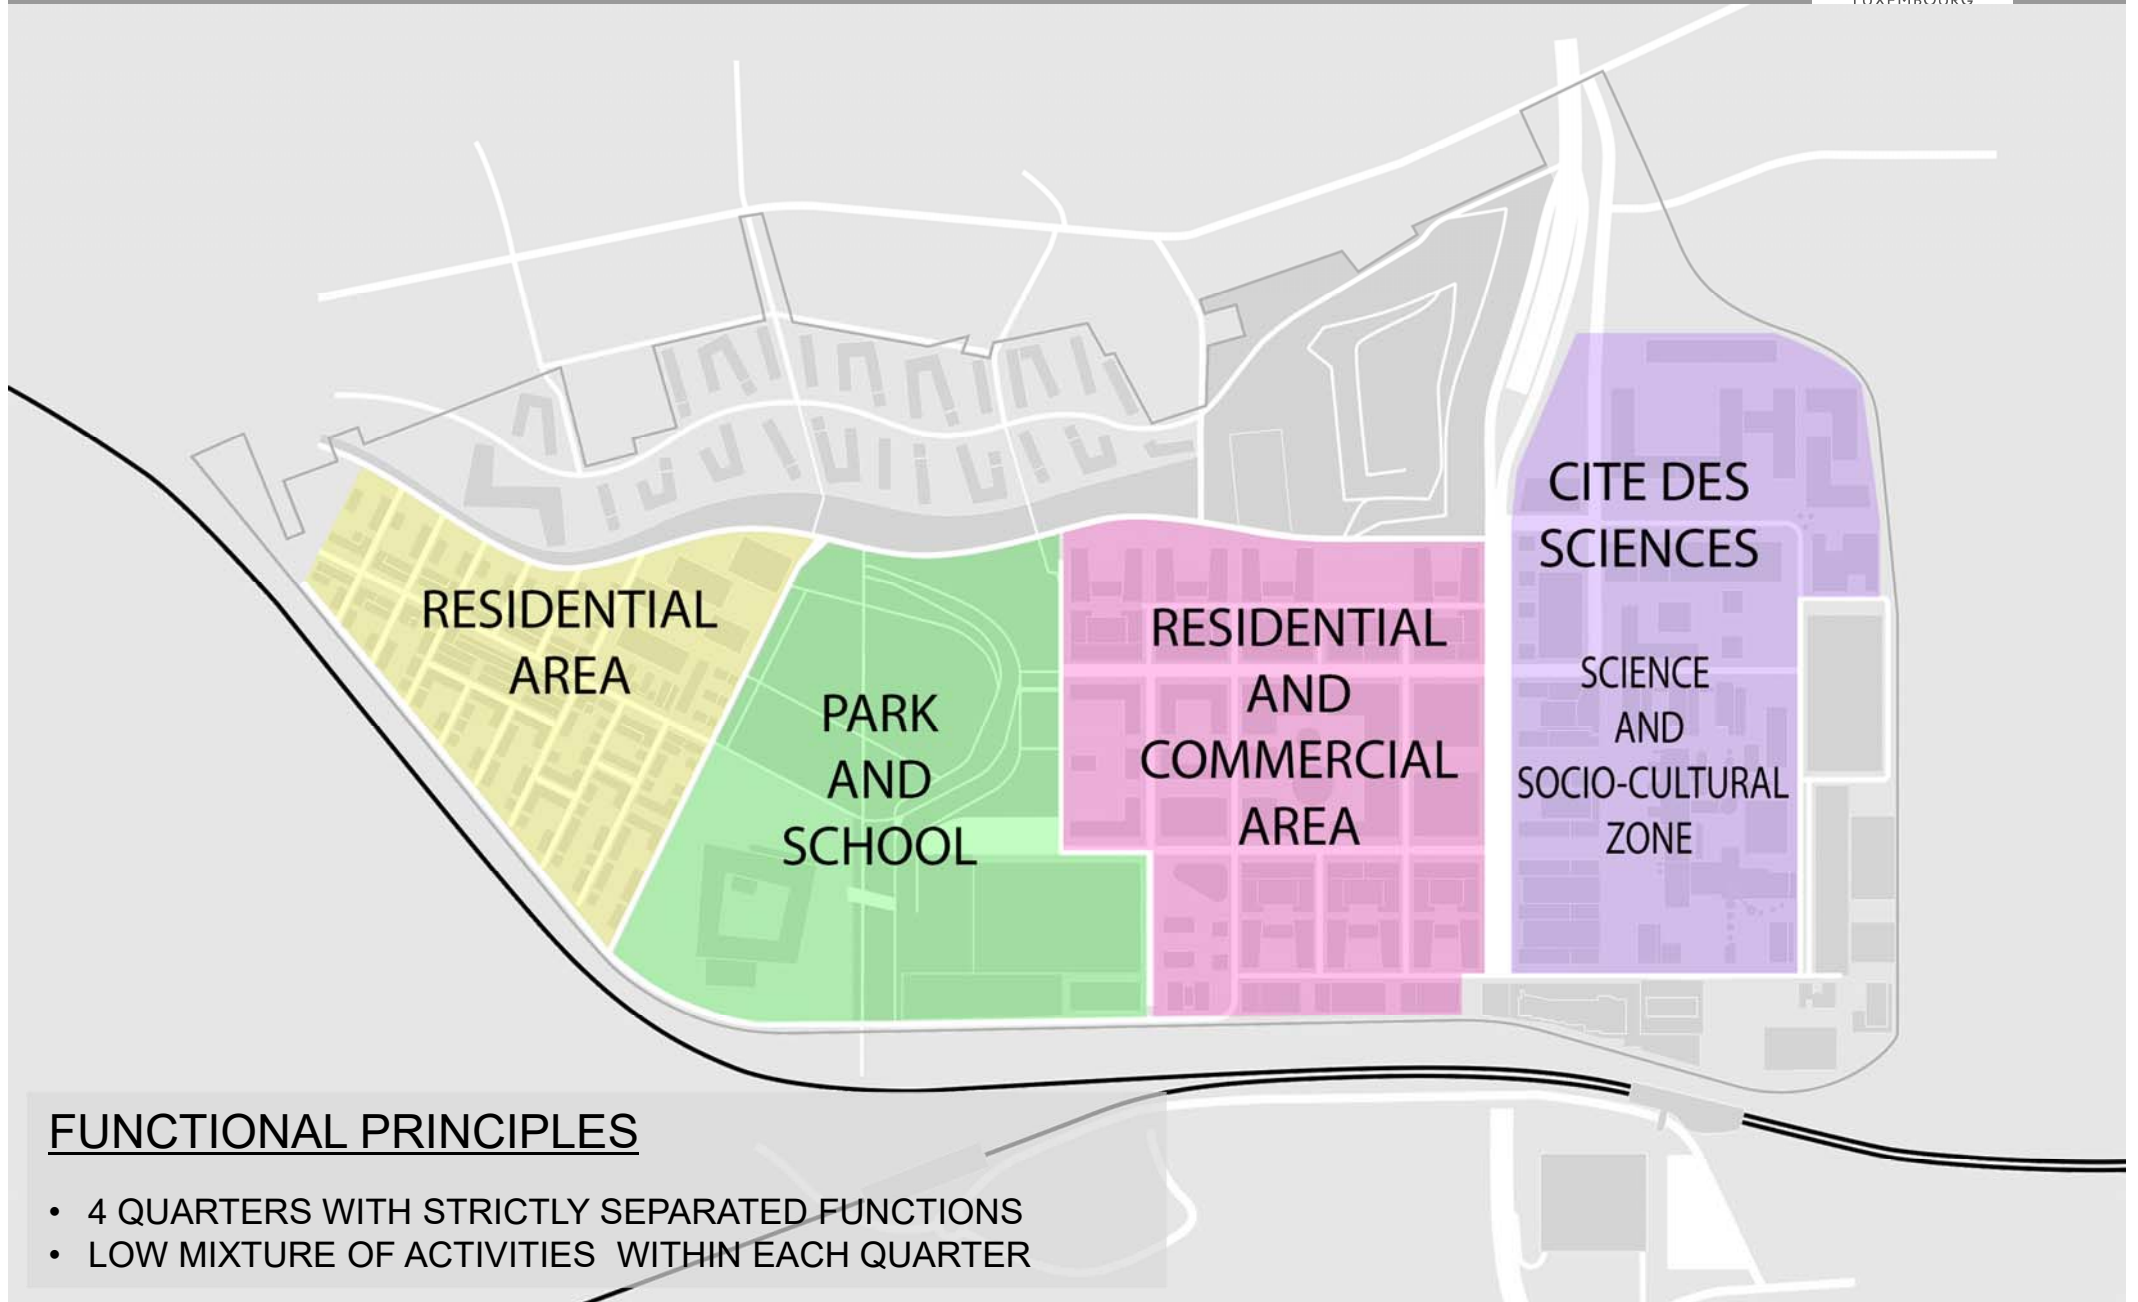 LUXEMBOURG
CITE DES
SCIENCES
RESIDENTIAL
AREA
PARK
AND
SCHOOL
RESIDENTIAL
AND
COMMERCIAL
AREA
SCIENCE
AND
SOCIO-CULTURAL
ZONE
FUNCTIONAL PRINCIPLES
• 4 QUARTERS WITH STRICTLY SEPARATED FUNCTIONS
• LOW MIXTURE OF ACTIVITIES  WITHIN EACH QUARTER